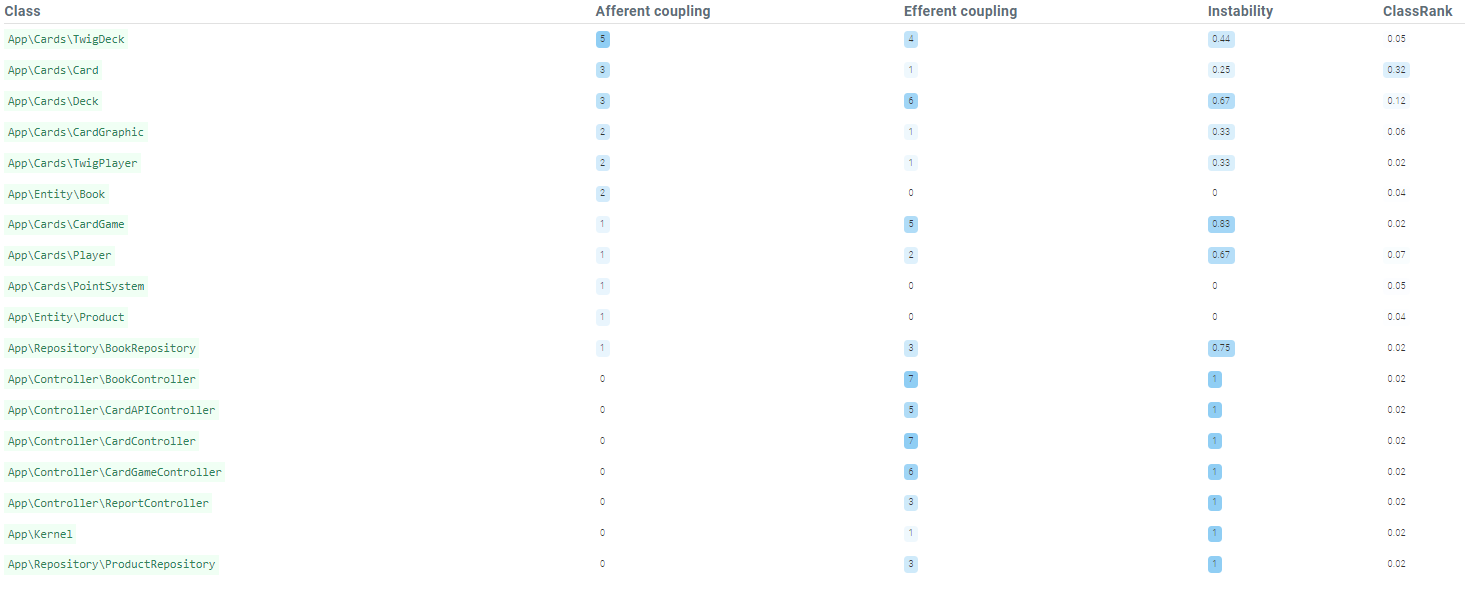 Class Afferent coupling Efferent coupling Instability ClassRank
App\Cards\TwigDeck 5 4 0.44 0.05
App\Cards\Card 3 1 0.25 0.32
App\Cards\Deck 3 6 0.67 0.12
App\Cards\CardGraphic 2 1 0.33 0.06
App\Cards\TwigPlayer 2 1 0.33 0.02
App\Entity\Book 2 0 0 0.04
App\Cards\CardGame 1 5 0.83 0.02
App\Cards\Player 1 2 0.67 0.07
App\Cards\PointSystem 1 0 0 0.05
App\Entity\Product 1 0 0 0.04
App\Repository\BookRepository 1 3 0.75 0.02
App\Controller\BookController 0 7 1 0.02
App\Controller\CardAPIController 0 5 1 0.02
App\Controller\CardController 0 7 1 0.02
App\Controller\CardGameController 0 6 1 0.02
App\Controller\ReportController 0 3 1 0.02
App\Kernel 0 1 1 0.02
App\Repository\ProductRepository 0 3 1 0.02